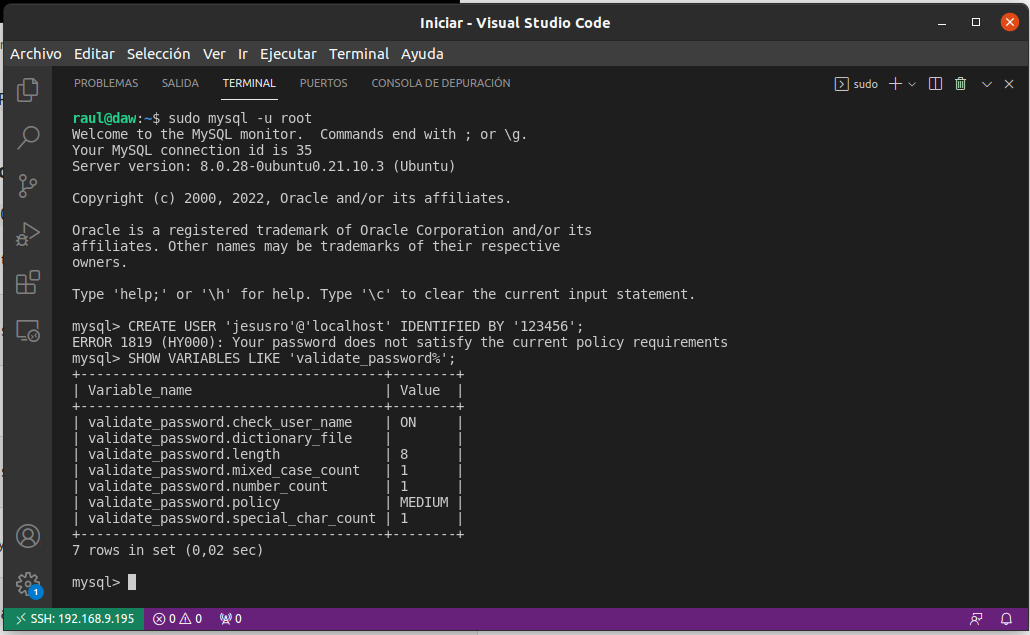 Iniciar - Visual Studio Code
Archivo Editar Selección Ver Ir Ejecutar Terminal Ayuda
PROBLEMAS SALIDA TERMINAL PUERTOS CONSOLA DE DEPURACIÓN sudo
raul@daw:~$ sudo mysql -u root
Welcome to the MySQL monitor.  Commands end with ; or \g.
Your MySQL connection id is 35
Server version: 8.0.28-0ubuntu0.21.10.3 (Ubuntu)
Copyright (c) 2000, 2022, Oracle and/or its affiliates.
Oracle is a registered trademark of Oracle Corporation and/or its
affiliates. Other names may be trademarks of their respective
owners.
Type 'help;' or '\h' for help. Type '\c' to clear the current input statement.
mysql> CREATE USER 'jesusro'@'localhost' IDENTIFIED BY '123456';
ERROR 1819 (HY000): Your password does not satisfy the current policy requirements
mysql> SHOW VARIABLES LIKE 'validate_password%';
+--------------------------------------+--------+
| Variable_name                        | Value  |
+--------------------------------------+--------+
| validate_password.check_user_name    | ON     |
| validate_password.dictionary_file    |        |
| validate_password.length             | 8      |
| validate_password.mixed_case_count   | 1      |
| validate_password.number_count       | 1      |
| validate_password.policy             | MEDIUM |
| validate_password.special_char_count | 1      |
+--------------------------------------+--------+
7 rows in set (0,02 sec)
mysql>
1
SSH: 192.168.9.195 0 0 0